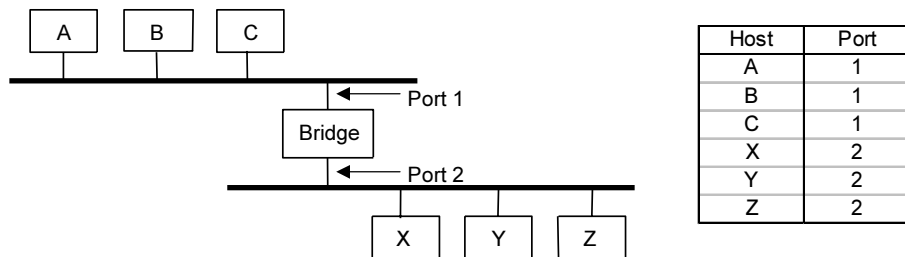 A B C
Port 1
Bridge
Port 2
X Y Z
Host Port
A 1
B 1
C 1
X 2
Y 2
Z 2